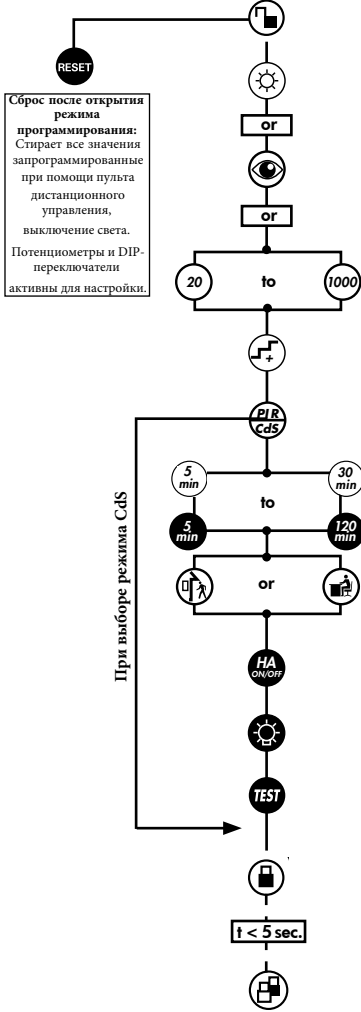 RESET
Сброс после открытия
режима
программирования:
Стирает все значения
запрограммированные
при помощи пульта
дистанционного
управления,
выключение света.
Потенциометры и DIP-
переключатели
активны для настройки.
or
or
20
to
1000
+
PIR
CdS
5
min
30
min
to
5
min
120
min
or
При выборе режима CdS
HA
ON/OFF
TEST
t < 5 sec.